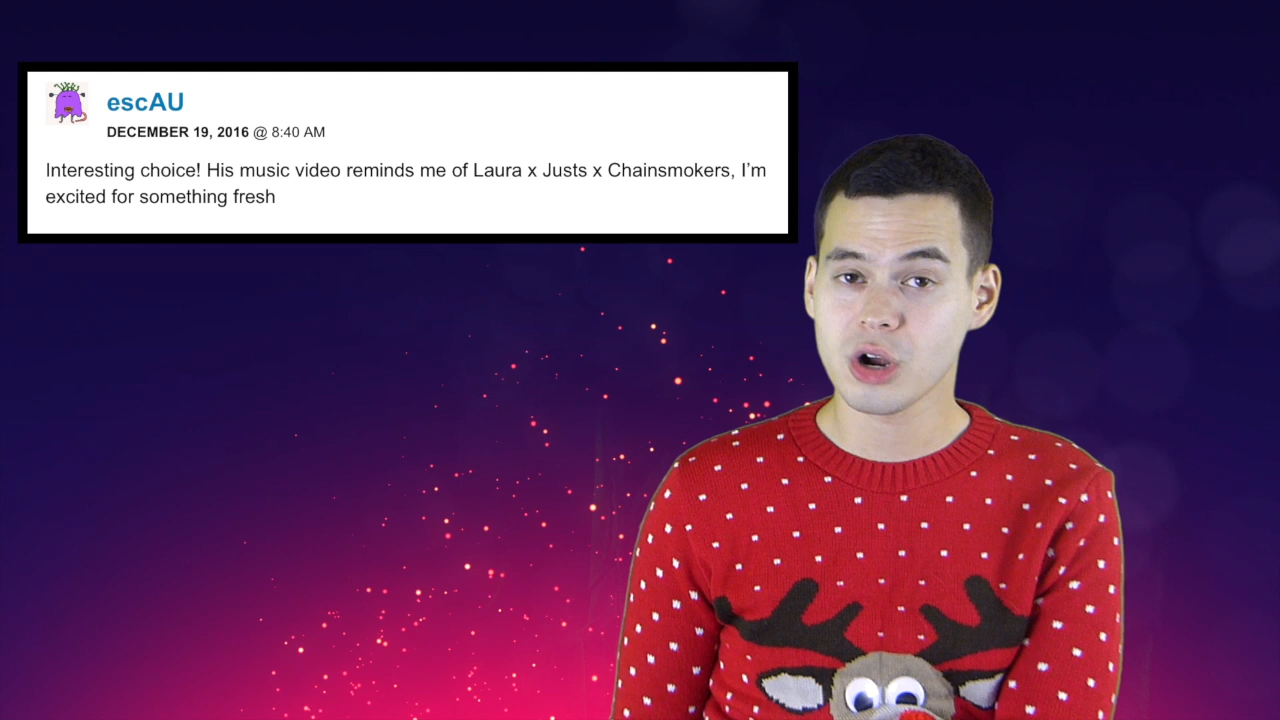 escAU
DECEMBER 19, 2016 @ 8:40 AM
Interesting choice! His music video reminds me of Laura x Justs x Chainsmokers, I'm
excited for something fresh